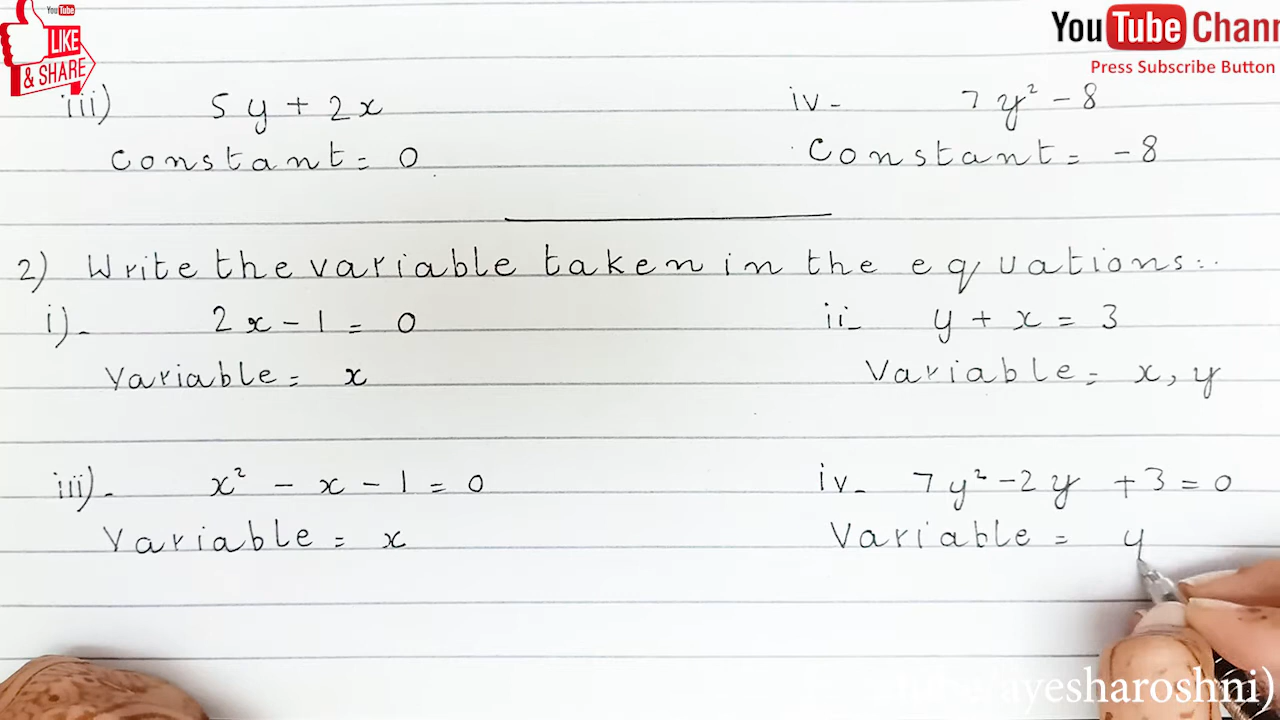 YouTube
LIKE
& SHARE
YouTube Chann
Press Subscribe Button
iii) 5y + 2x
Constant = 0
iv- 7y² - 8
Constant = -8
2) Write the variable taken in the equations:.
i)- 2x - 1 = 0
Variable = x
ii- y + x = 3
Variable = x, y
iii)- x² - x - 1 = 0
Variable = x
iv- 7y² - 2y + 3 = 0
Variable = y
ayesharoshni)